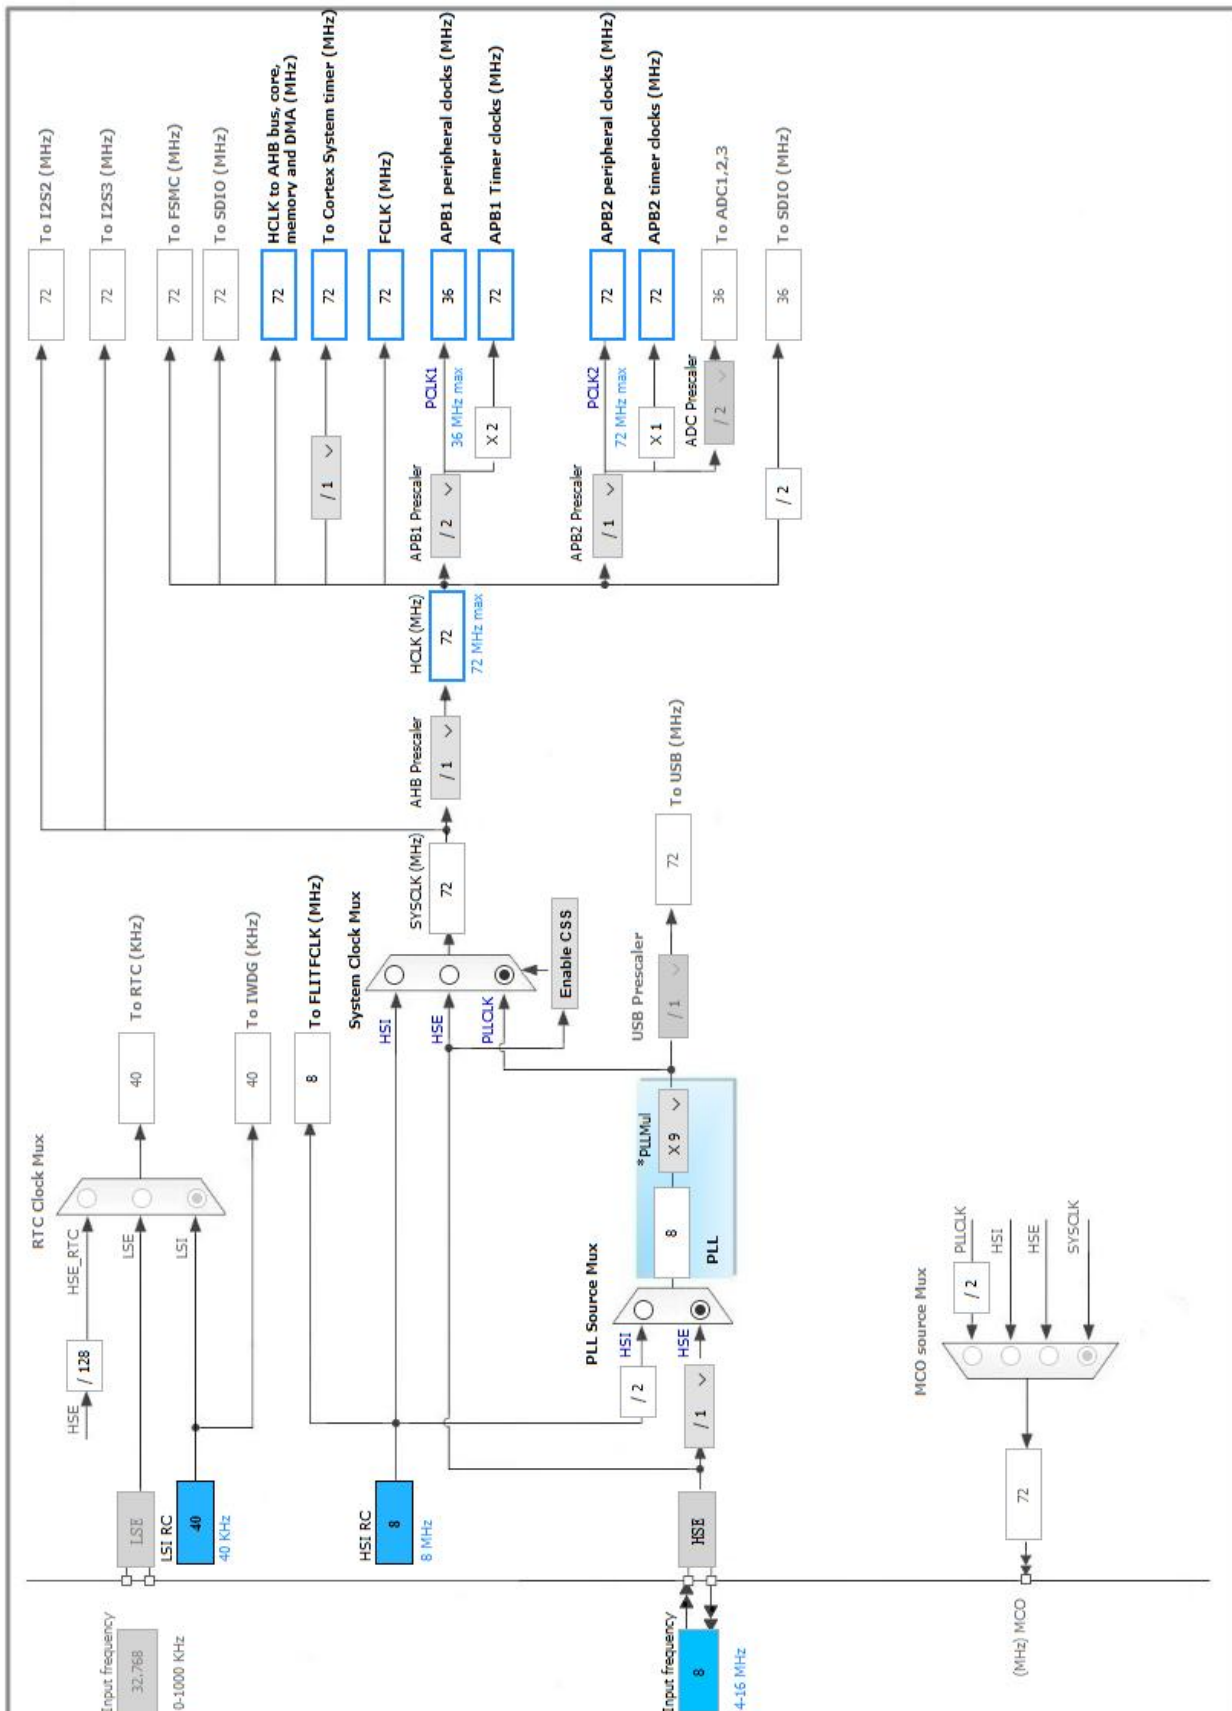 Input frequency
32.768
0-1000 KHz
LSE
LSI RC
40
40 KHz
HSE
/ 128
HSE_RTC
LSE
LSI
RTC Clock Mux
40
To RTC (KHz)
40
To IWDG (KHz)
HSI RC
8
8 MHz
8
To FLITFCLK (MHz)
Input frequency
8
4-16 MHz
HSE
/ 1
/ 2
HSI
HSE
PLL Source Mux
8
*PLLMul
X 9
PLL
USB Prescaler
/ 1
72
To USB (MHz)
System Clock Mux
HSI
HSE
PLLCLK
Enable CSS
SYSCLK (MHz)
72
AHB Prescaler
/ 1
HCLK (MHz)
72
72 MHz max
72
To I2S2 (MHz)
72
To I2S3 (MHz)
72
To FSMC (MHz)
72
To SDIO (MHz)
72
HCLK to AHB bus, core,
memory and DMA (MHz)
/ 1
72
To Cortex System timer (MHz)
72
FCLK (MHz)
APB1 Prescaler
/ 2
PCLK1
36 MHz max
36
APB1 peripheral clocks (MHz)
X 2
72
APB1 Timer clocks (MHz)
APB2 Prescaler
/ 1
PCLK2
72 MHz max
72
APB2 peripheral clocks (MHz)
X 1
72
APB2 timer clocks (MHz)
ADC Prescaler
/ 2
36
To ADC1,2,3
/ 2
36
To SDIO (MHz)
MCO source Mux
PLLCLK
/ 2
HSI
HSE
SYSCLK
72
(MHz) MCO